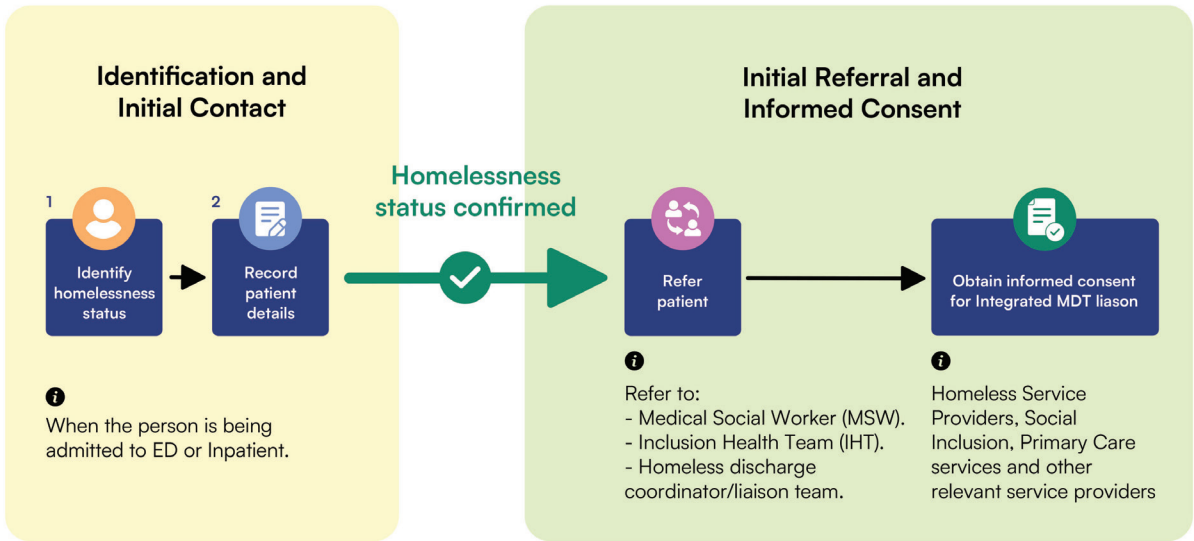 Identification and
Initial Contact
1
Identify
homelessness
status
2
Record
patient
details
i
When the person is being
admitted to ED or Inpatient.
Homelessness
status confirmed
Initial Referral and
Informed Consent
Refer
patient
i
Refer to:
- Medical Social Worker (MSW).
- Inclusion Health Team (IHT).
- Homeless discharge
coordinator/liaison team.
Obtain informed consent
for Integrated MDT liason
i
Homeless Service
Providers, Social
Inclusion, Primary Care
services and other
relevant service providers